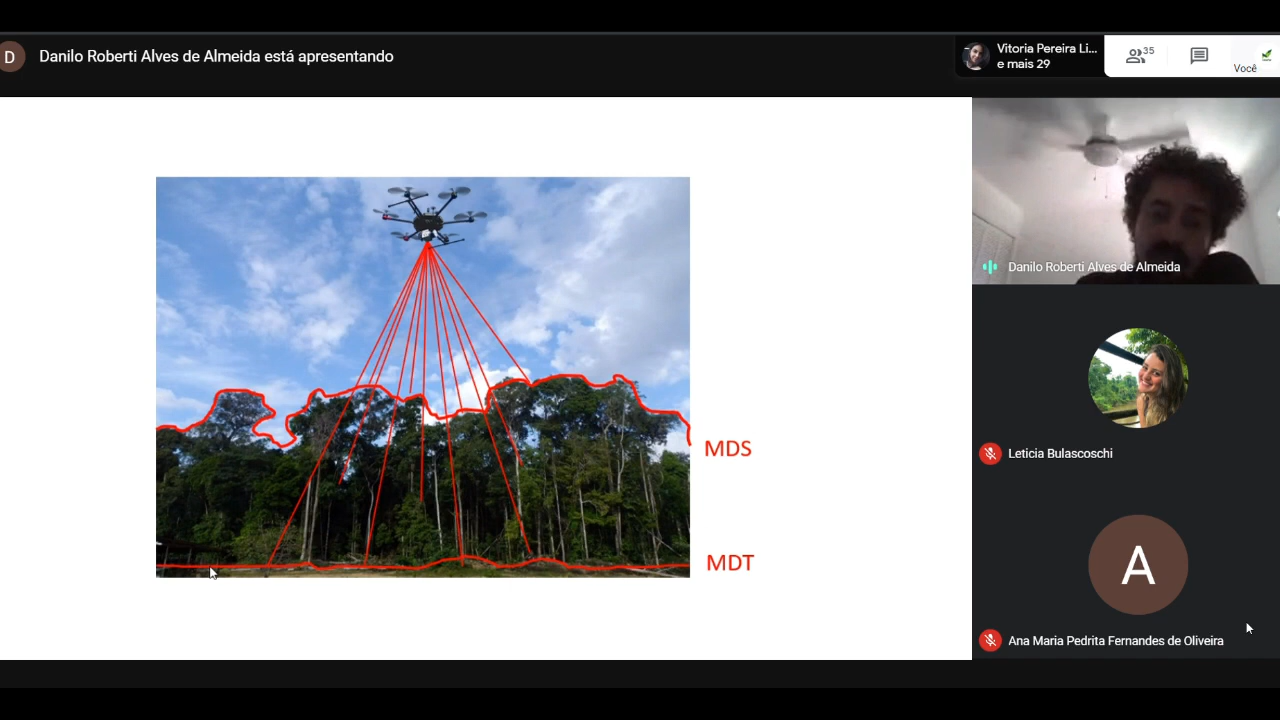 D
Danilo Roberti Alves de Almeida está apresentando
Vitoria Pereira Li...
e mais 29
35
Você
MDS
MDT
Danilo Roberti Alves de Almeida
Leticia Bulascoschi
A
Ana Maria Pedrita Fernandes de Oliveira